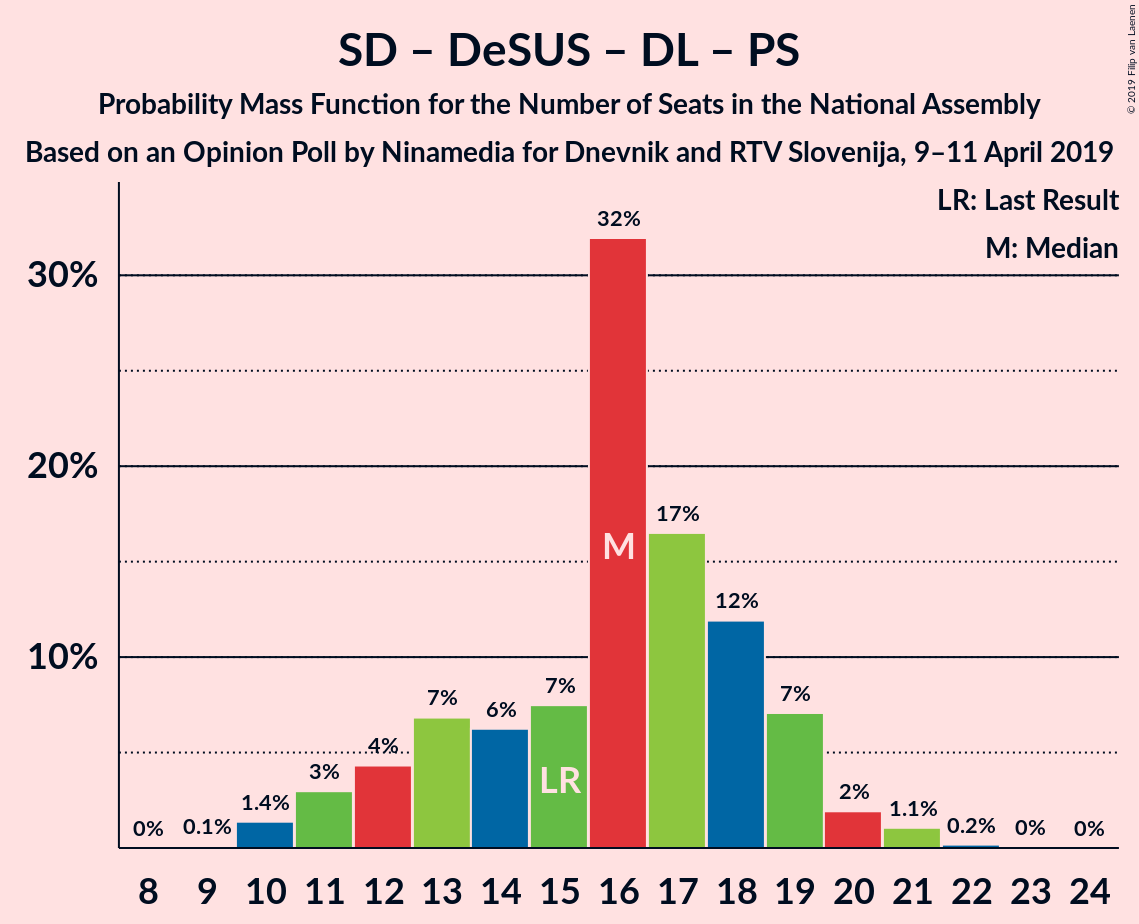 SD – DeSUS – DL – PS
Probability Mass Function for the Number of Seats in the National Assembly
Based on an Opinion Poll by Ninamedia for Dnevnik and RTV Slovenija, 9–11 April 2019
© 2019 Filip van Laenen
LR: Last Result
M: Median
30%
20%
10%
0% 0.1% 1.4% 3% 4% 7% 6% 7% 32% 17% 12% 7% 2% 1.1% 0.2% 0% 0%
M
LR
8 9 10 11 12 13 14 15 16 17 18 19 20 21 22 23 24